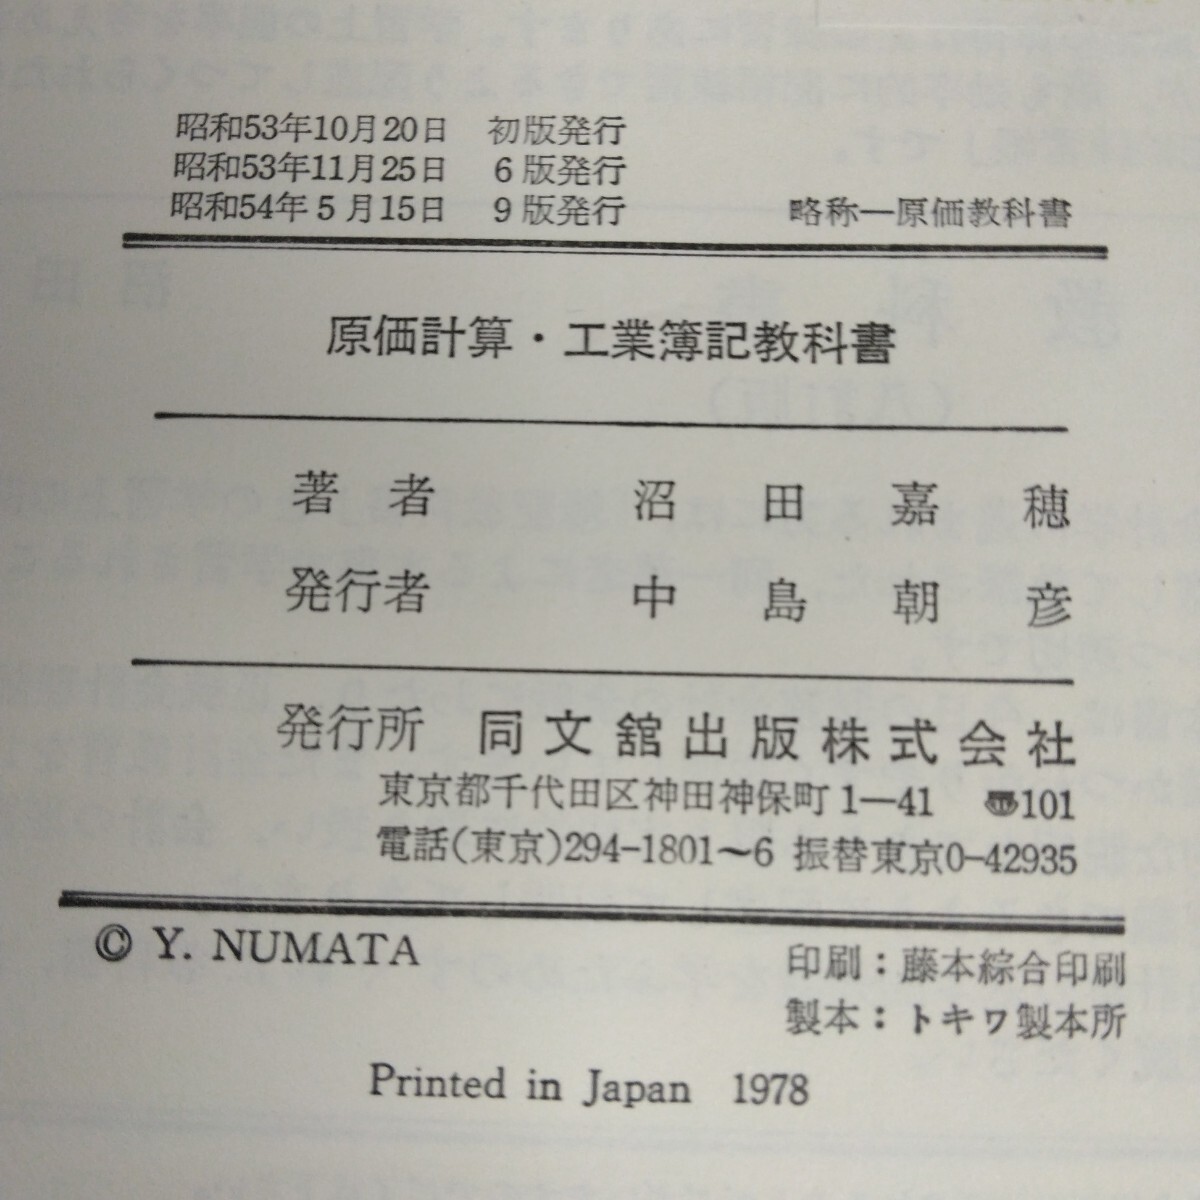 昭和53年10月20日 初版発行
昭和53年11月25日 6版発行
昭和54年5月15日 9版発行 略称―原価教科書
原価計算・工業簿記教科書
著者 沼田嘉穂
発行者 中島朝彦
発行所 同文舘出版株式会社
東京都千代田区神田神保町1―41 〠101
電話(東京)294-1801〜6 振替東京0-42935
© Y. NUMATA 印刷:藤本綜合印刷
製本:トキワ製本所
Printed in Japan 1978